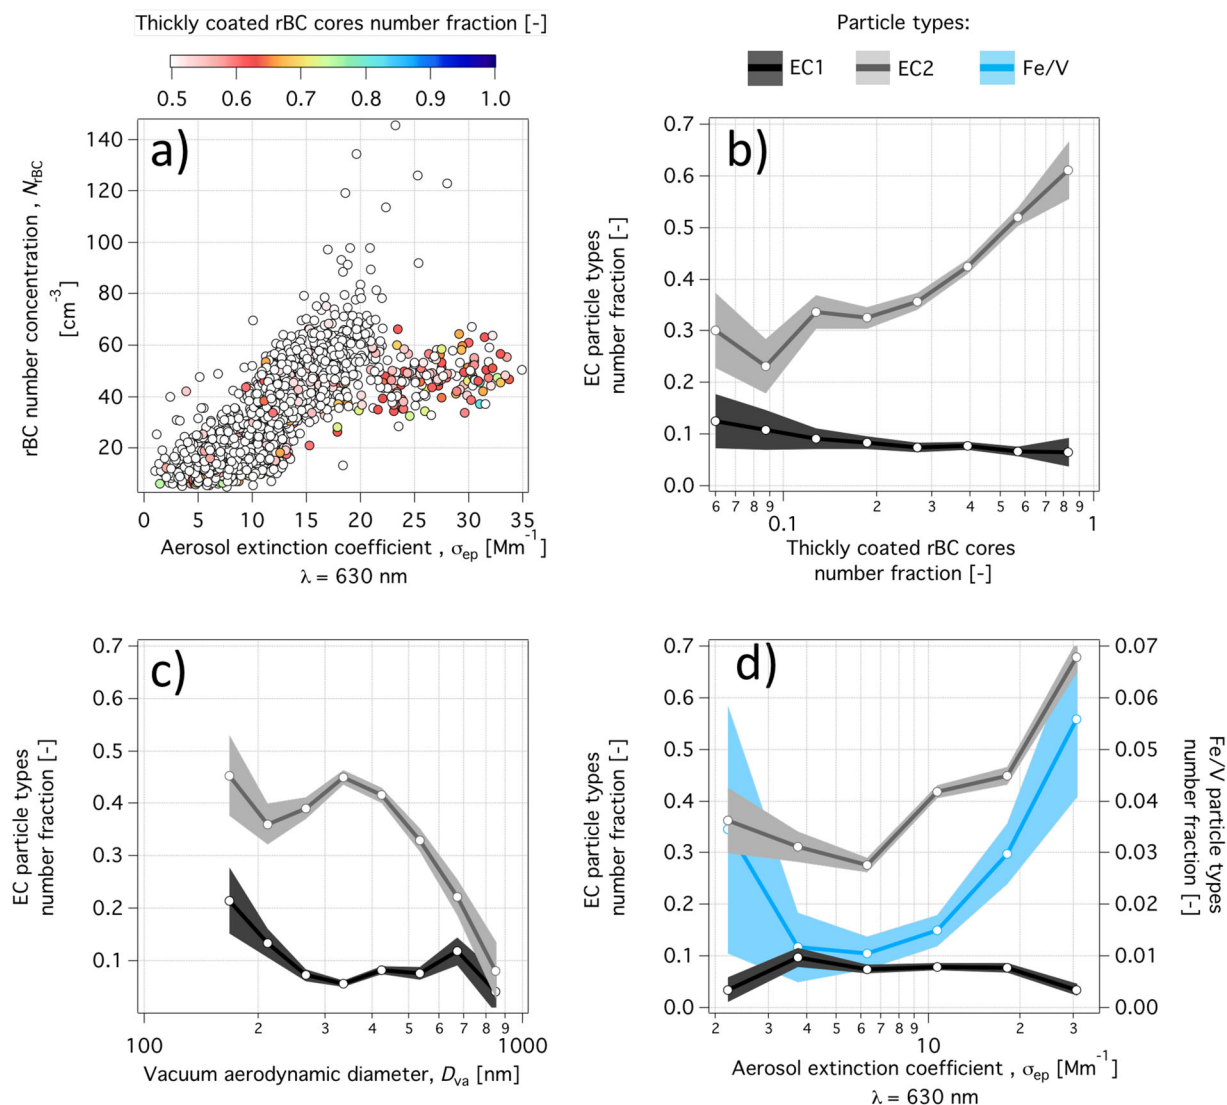 Thickly coated rBC cores number fraction [-]
0.5 0.6 0.7 0.8 0.9 1.0
Particle types:
EC1 EC2 Fe/V
a)
rBC number concentration , NrBC
[cm⁻³]
140
120
100
80
60
40
20
0 5 10 15 20 25 30 35
Aerosol extinction coefficient , σep [Mm⁻¹]
λ = 630 nm
b)
EC particle types
number fraction [-]
0.7
0.6
0.5
0.4
0.3
0.2
0.1
0.0
6 7 8 9 0.1 2 3 4 5 6 7 8 9 1
Thickly coated rBC cores
number fraction [-]
c)
EC particle types
number fraction [-]
0.7
0.6
0.5
0.4
0.3
0.2
0.1
100 2 3 4 5 6 7 8 9 1000
Vacuum aerodynamic diameter, Dva [nm]
d)
EC particle types
number fraction [-]
0.7
0.6
0.5
0.4
0.3
0.2
0.1
0.0
0.07
0.06
0.05
0.04
0.03
0.02
0.01
0.00
Fe/V particle types
number fraction [-]
2 3 4 5 6 7 8 9 10 2 3
Aerosol extinction coefficient , σep [Mm⁻¹]
λ = 630 nm